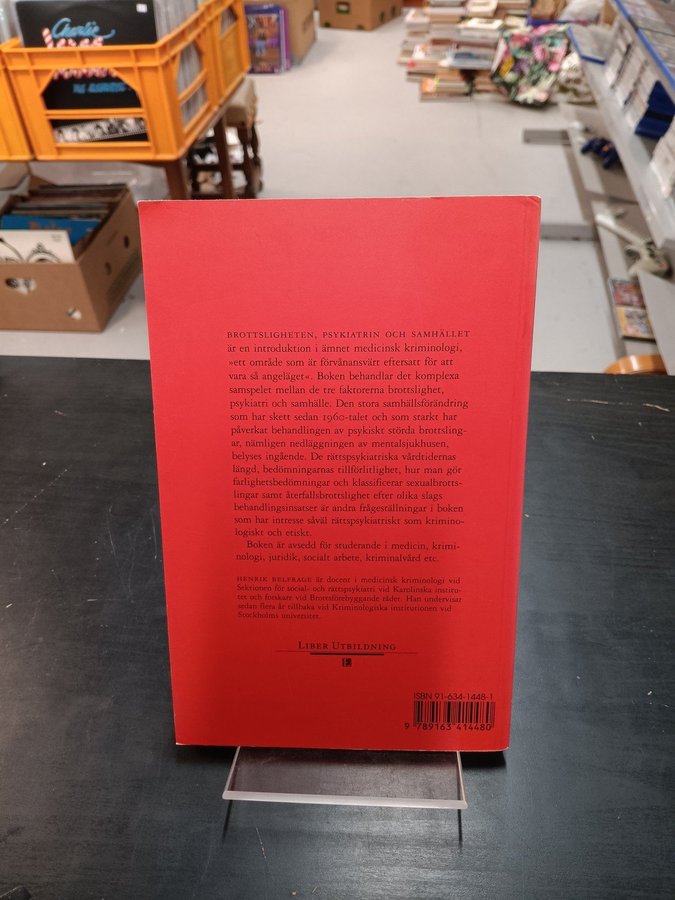 Charlie
BROTTSLIGHETEN, PSYKIATRIN OCH SAMHÄLLET
är en introduktion i ämnet medicinsk kriminologi,
»ett område som är förvånansvärt eftersatt för att
vara så angeläget«. Boken behandlar det komplexa
samspelet mellan de tre faktorerna brottslighet,
psykiatri och samhälle. Den stora samhällsförändring
som har skett sedan 1960-talet och som starkt har
påverkat behandlingen av psykiskt störda brottsling-
ar, nämligen nedläggningen av mentalsjukhusen,
belyses ingående. De rättspsykiatriska vårdtidernas
längd, bedömningarnas tillförlitlighet, hur man gör
farlighetsbedömningar och klassificerar sexualbrotts-
lingar samt återfallsbrottslighet efter olika slags
behandlingsinsatser är andra frågeställningar i boken
som har intresse såväl rättspsykiatriskt som krimino-
logiskt och etiskt.
Boken är avsedd för studerande i medicin, krimi-
nologi, juridik, socialt arbete, kriminalvård etc.
HENRIK BELFRAGE är docent i medicinsk kriminologi vid
Sektionen för social- och rättspsykiatri vid Karolinska institu-
tet och forskare vid Brottsförebyggande rådet. Han undervisar
sedan flera år tillbaka vid Kriminologiska institutionen vid
Stockholms universitet.
LIBER UTBILDNING
ISBN 91-634-1448-1
9 789163 414480